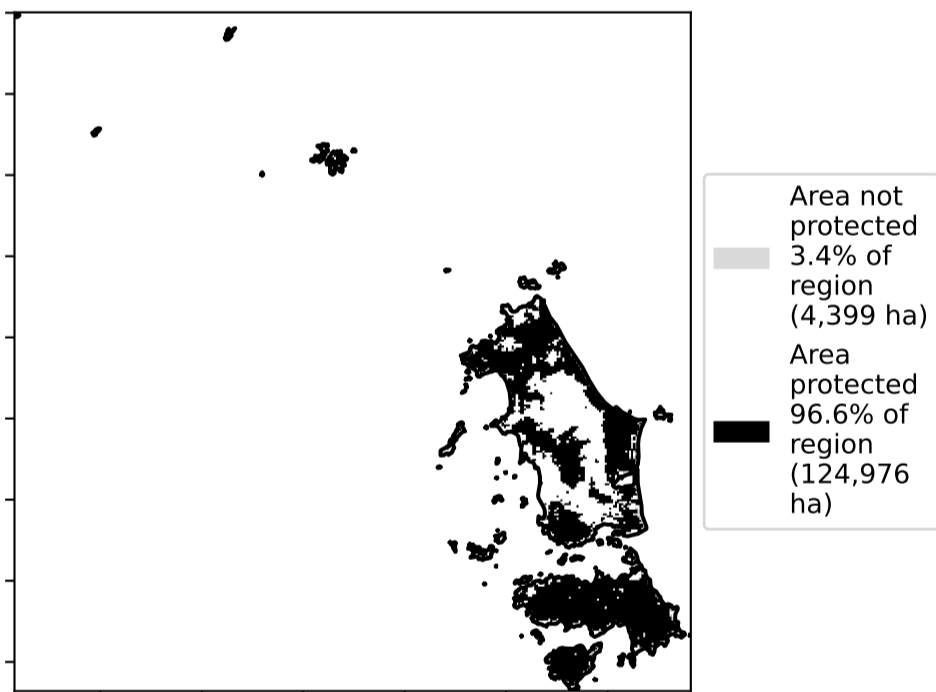 Area not
protected
3.4% of
region
(4,399 ha)
Area
protected
96.6% of
region
(124,976
ha)